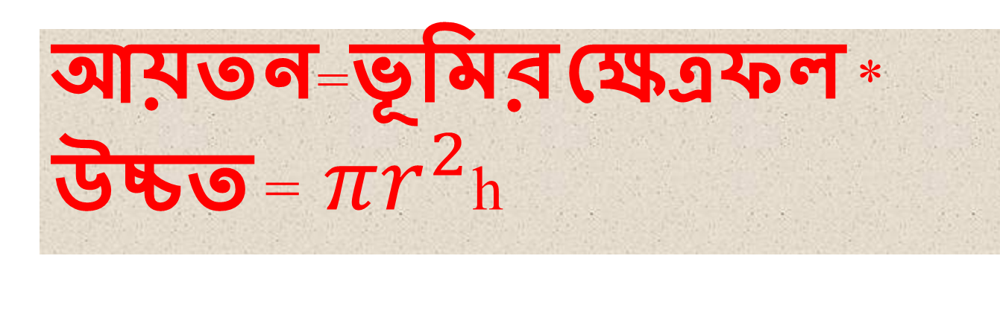 আয়তন=ভূমির ক্ষেত্রফল *
উচ্চত = πr²h